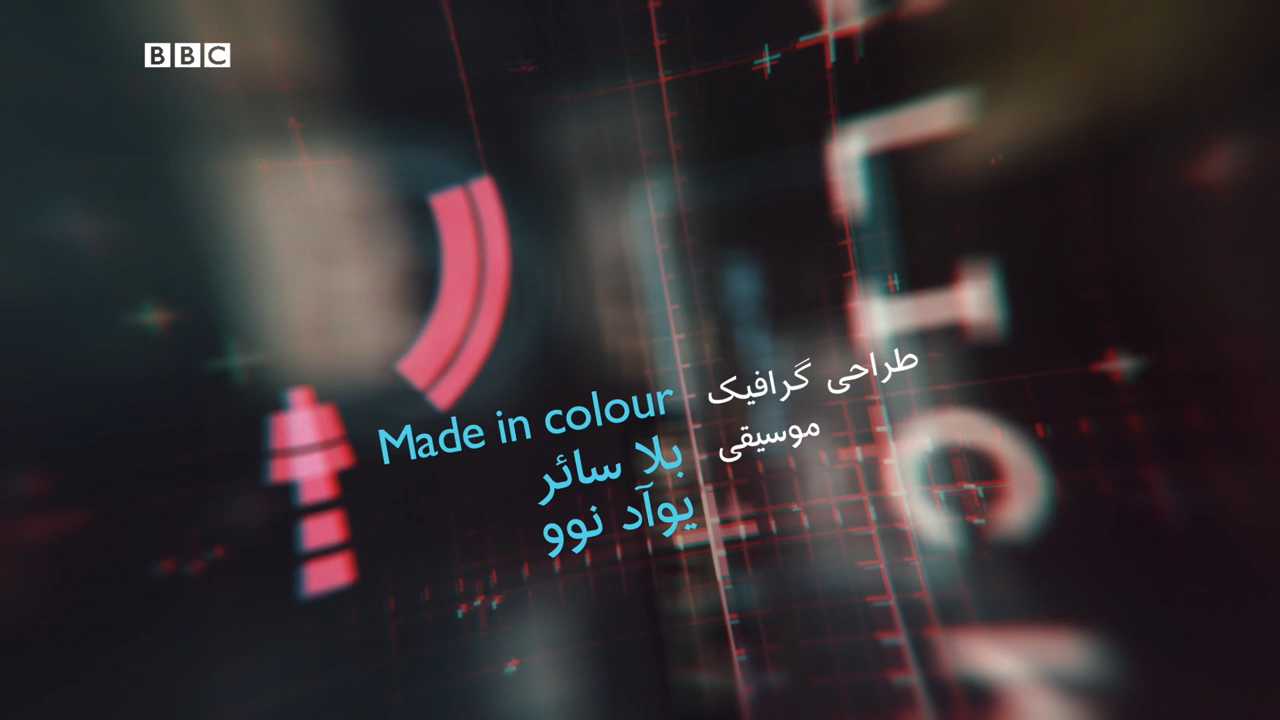 BBC
طراحی گرافیک
Made in colour
موسیقی
بلا سائر
یوآد نوو